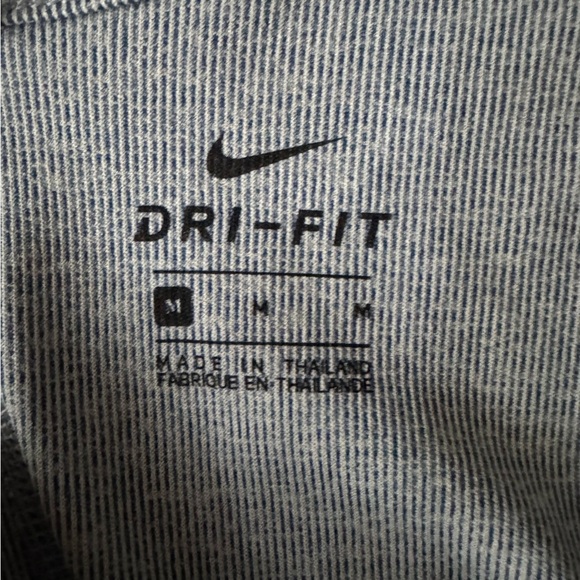 DRI-FIT
M M M
MADE IN THAILAND
FABRIQUE EN THAILANDE